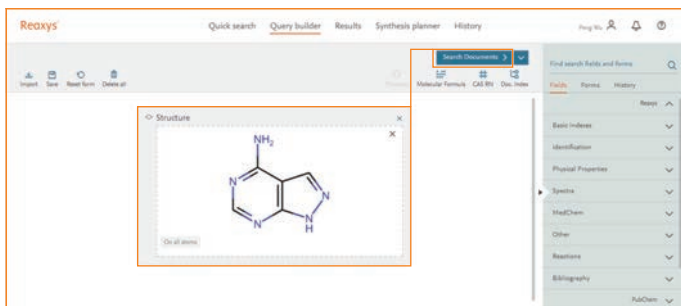 Reaxys®
Quick search Query builder Results Synthesis planner History
Search Documents
Import Save Reset form Delete all
Molecular Formula CAS RN Doc. Index
Find search fields and forms
Fields Forms History
Reaxys
Basic Indexes
Identification
Physical Properties
Spectra
MedChem
Other
Reactions
Bibliography
PubChem
Structure
NH2
N
N
N
N
H
On all atoms